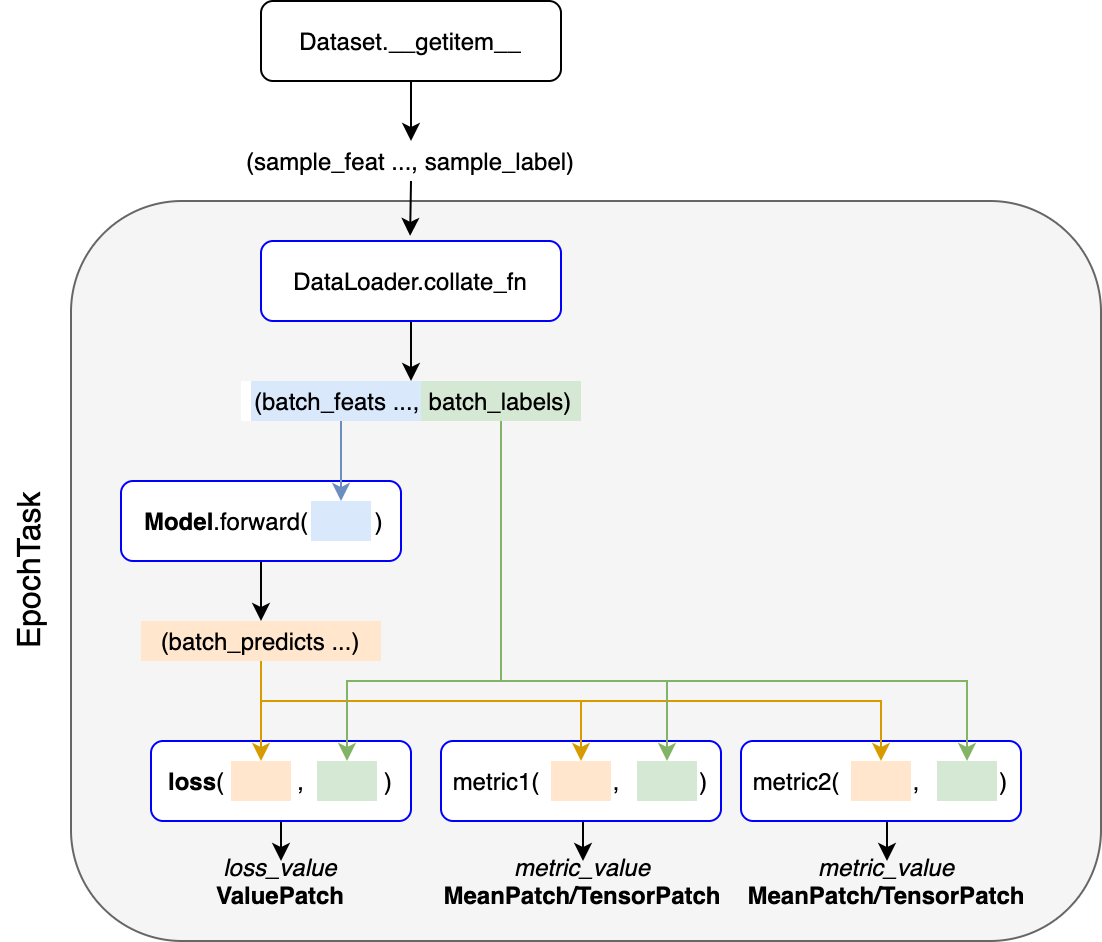 Dataset.__getitem__
(sample_feat ..., sample_label)
DataLoader.collate_fn
(batch_feats ..., batch_labels)
EpochTask
Model.forward( )
(batch_predicts ...)
loss( , )
metric1( , )
metric2( , )
loss_value
ValuePatch
metric_value
MeanPatch/TensorPatch
metric_value
MeanPatch/TensorPatch